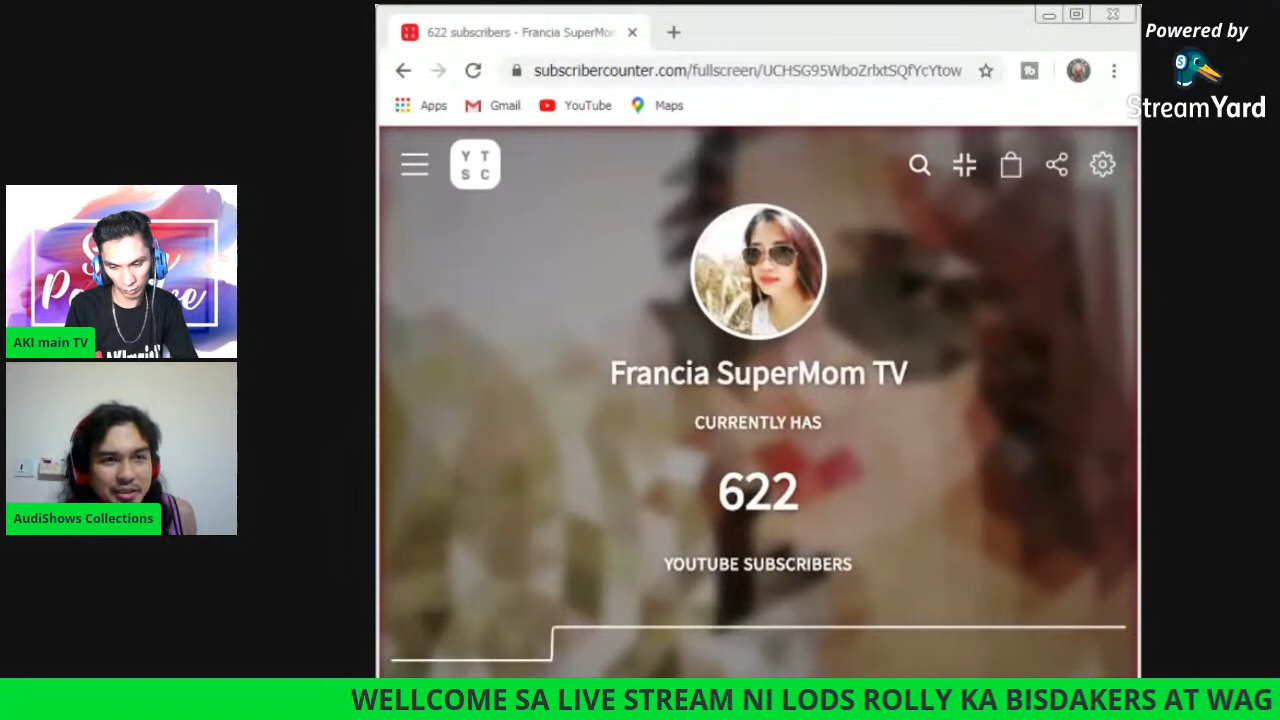 622 subscribers - Francia SuperMo
subscribercounter.com/fullscreen/UCHSG95WboZrlxtSQfYcYtow
Apps
Gmail
YouTube
Maps
Powered by
StreamYard
Y T
S C
AKI main TV
AudiShows Collections
Francia SuperMom TV
CURRENTLY HAS
622
YOUTUBE SUBSCRIBERS
WELLCOME SA LIVE STREAM NI LODS ROLLY KA BISDAKERS AT WAG